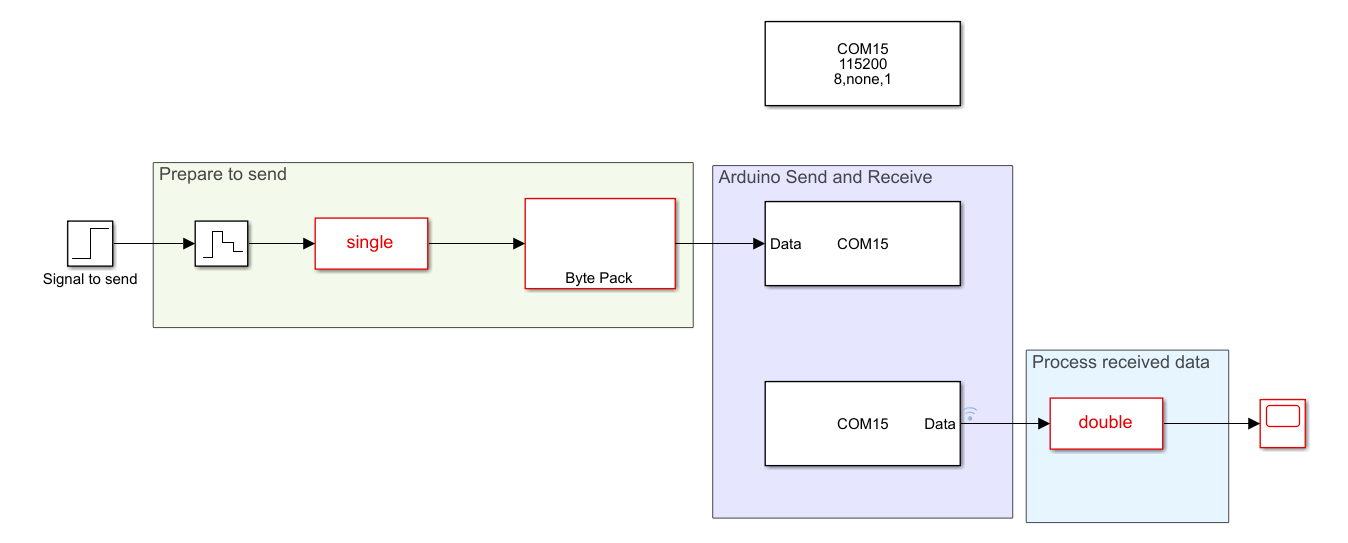 COM15
115200
8,none,1
Prepare to send
Arduino Send and Receive
single
Data
COM15
Signal to send
Byte Pack
Process received data
COM15
Data
double